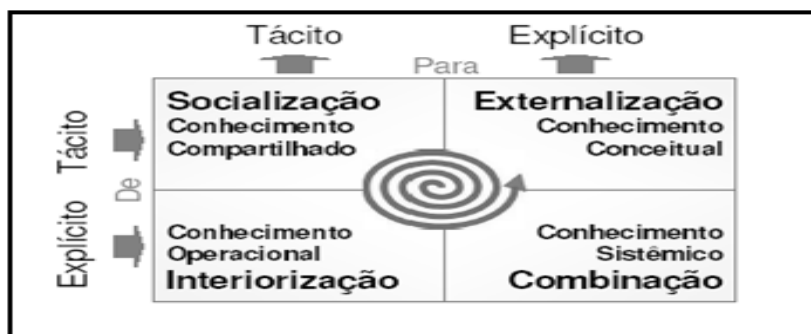 Tácito
Explícito
Para
Tácito
De
Explícito
Socialização
Conhecimento
Compartilhado
Externalização
Conhecimento
Conceitual
Conhecimento
Operacional
Interiorização
Conhecimento
Sistêmico
Combinação